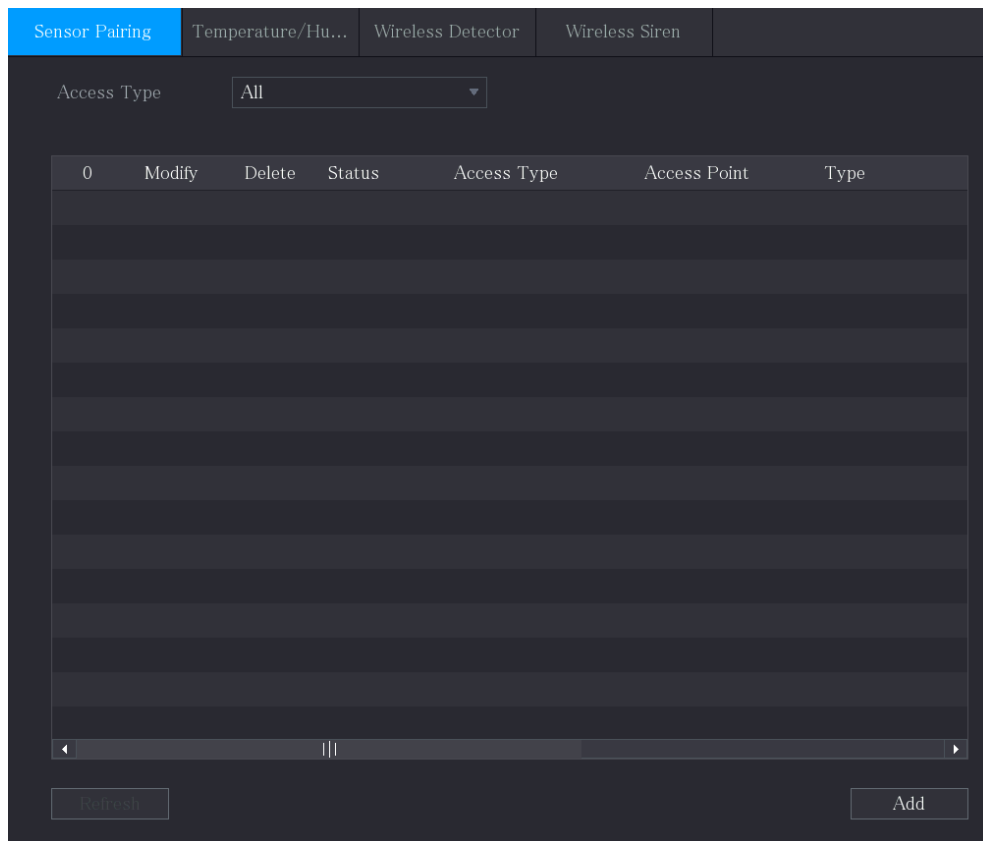 Sensor Pairing Temperature/Hu... Wireless Detector Wireless Siren
Access Type All
0 Modify Delete Status Access Type Access Point Type
Refresh Add